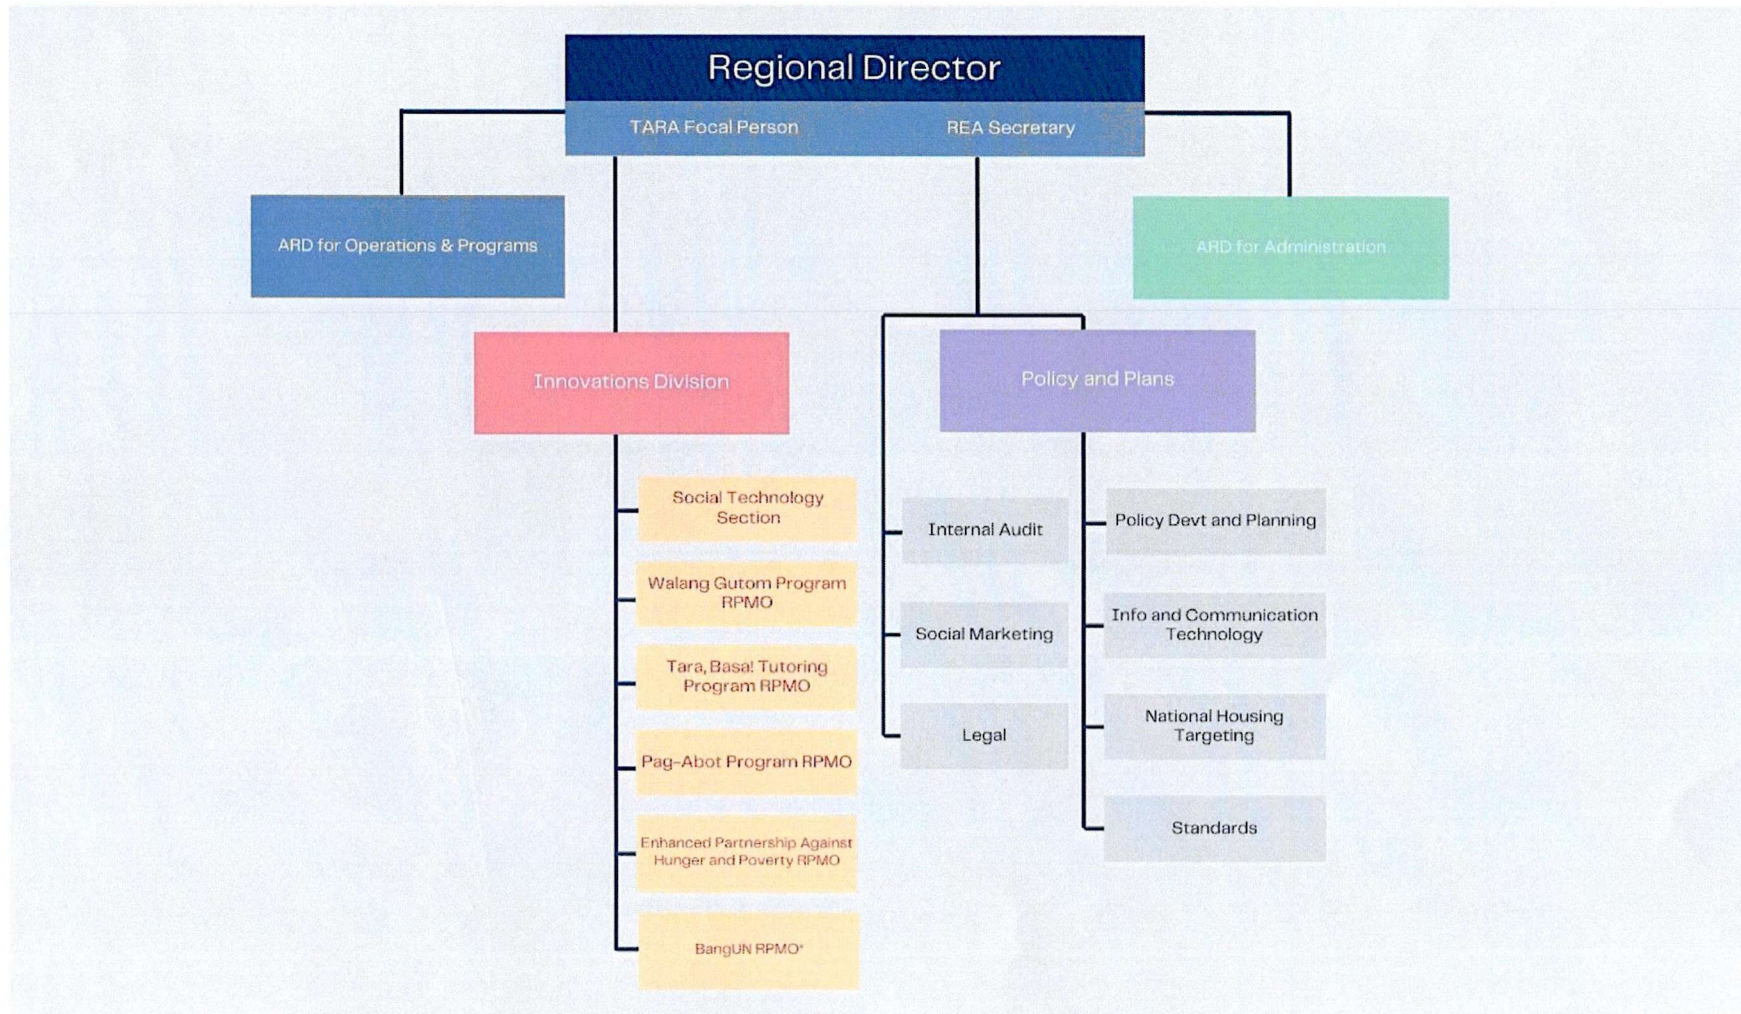 Regional Director
TARA Focal Person
REA Secretary
ARD for Operations & Programs
ARD for Administration
Innovations Division
Policy and Plans
Social Technology
Section
Walang Gutom Program
RPMO
Tara, Basa! Tutoring
Program RPMO
Pag-Abot Program RPMO
Enhanced Partnership Against
Hunger and Poverty RPMO
BangUN RPMO*
Internal Audit
Social Marketing
Legal
Policy Devt and Planning
Info and Communication
Technology
National Housing
Targeting
Standards